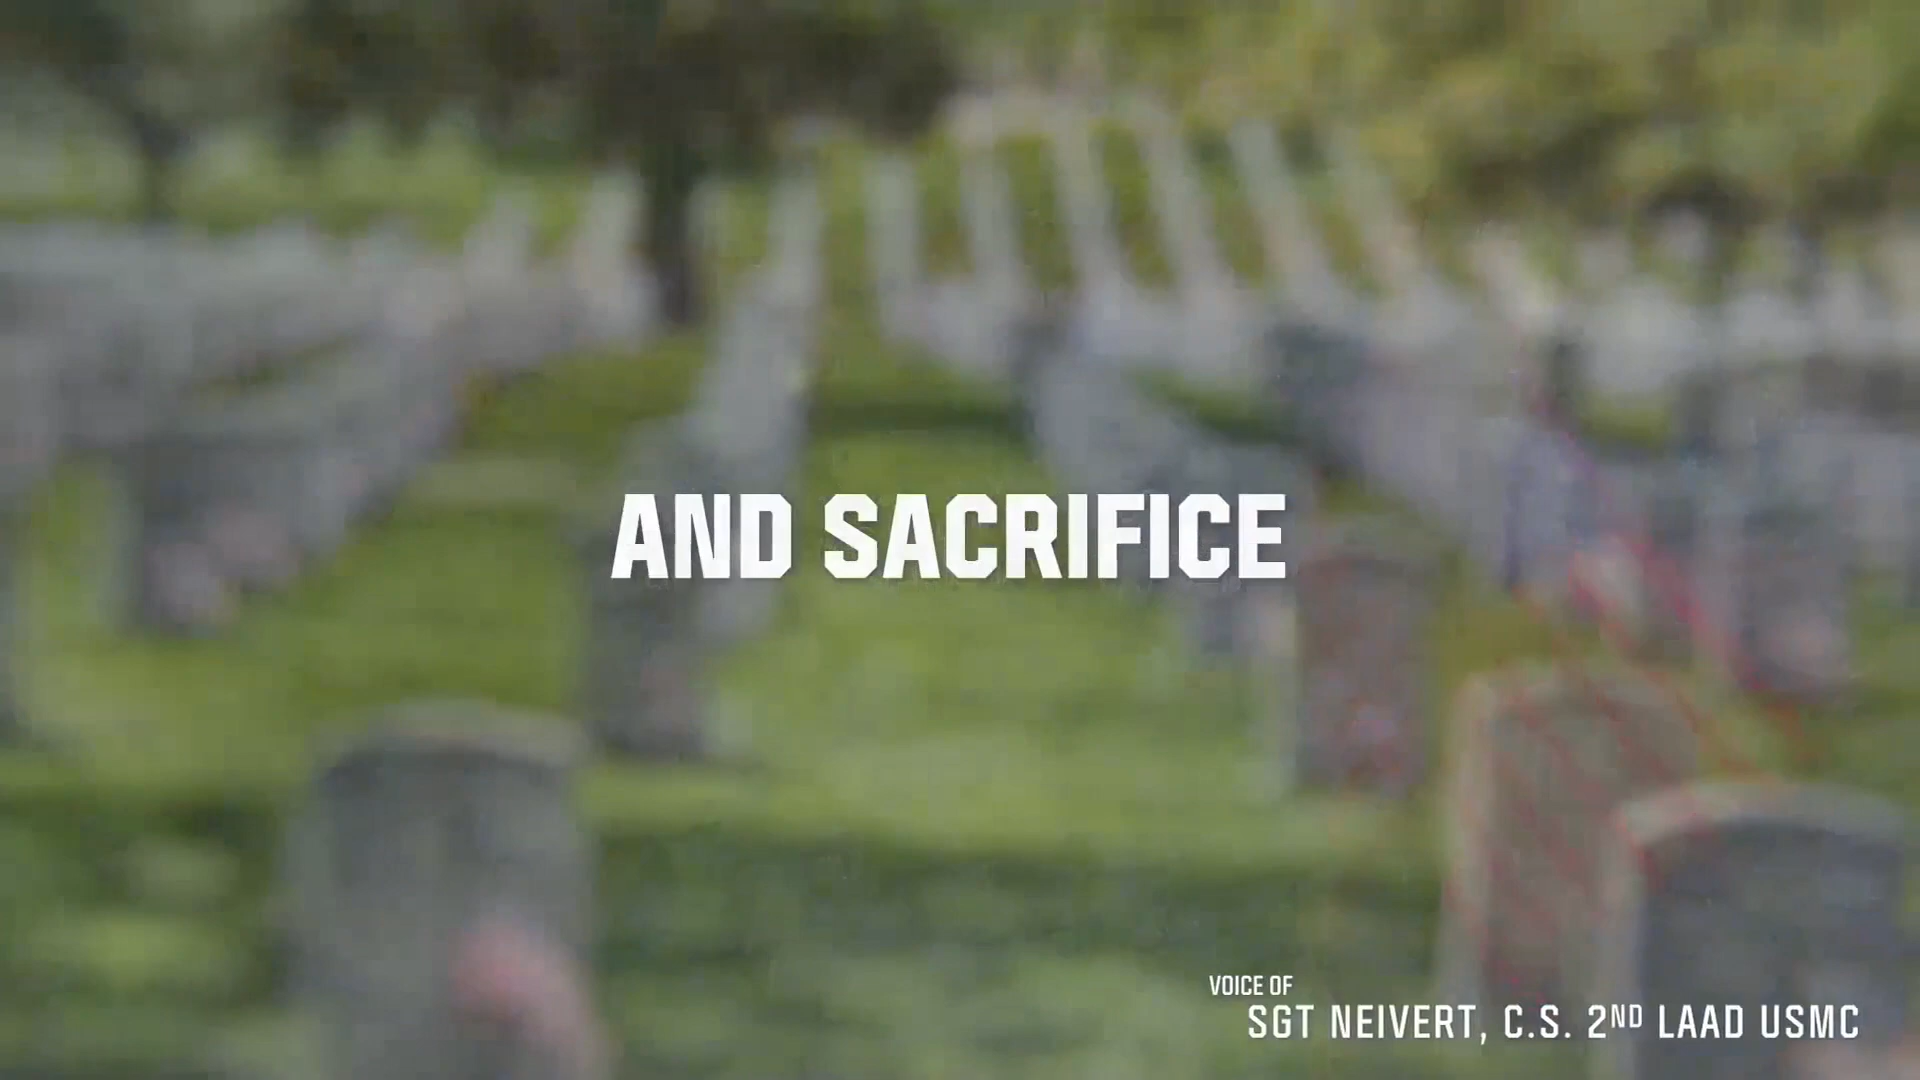 AND SACRIFICE
VOICE OF
SGT NEIVERT, C.S. 2ND LAAD USMC